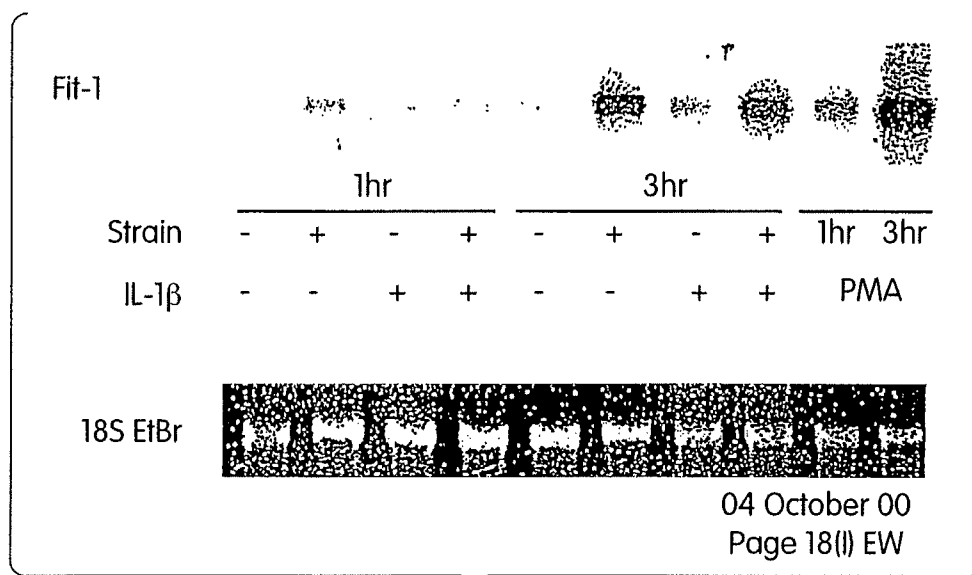 Fit-1
1hr 3hr
Strain - + - + - + - + 1hr 3hr
IL-1β - - + + - - + + PMA
18S EtBr
04 October 00
Page 18(I) EW